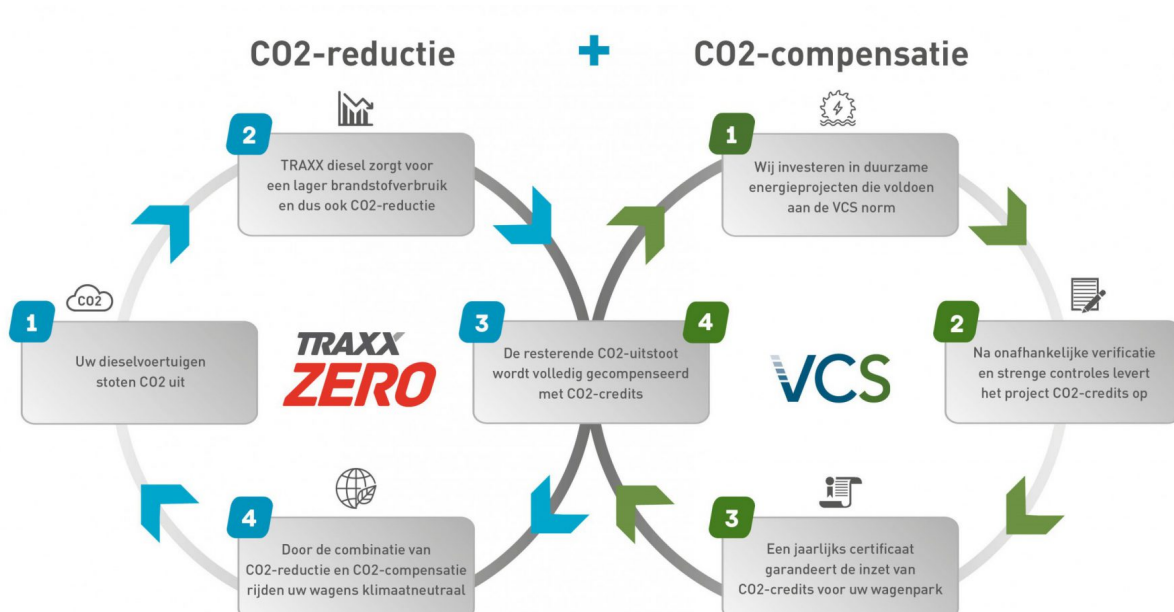 CO2-reductie + CO2-compensatie
2
TRAXX diesel zorgt voor
een lager brandstofverbruik
en dus ook CO2-reductie
1
Wij investeren in duurzame
energieprojecten die voldoen
aan de VCS norm
CO2
1
Uw dieselvoertuigen
stoten CO2 uit
TRAXX
ZERO
3
4
De resterende CO2-uitstoot
wordt volledig gecompenseerd
met CO2-credits
VCS
2
Na onafhankelijke verificatie
en strenge controles levert
het project CO2-credits op
4
Door de combinatie van
CO2-reductie en CO2-compensatie
rijden uw wagens klimaatneutraal
3
Een jaarlijks certificaat
garandeert de inzet van
CO2-credits voor uw wagenpark